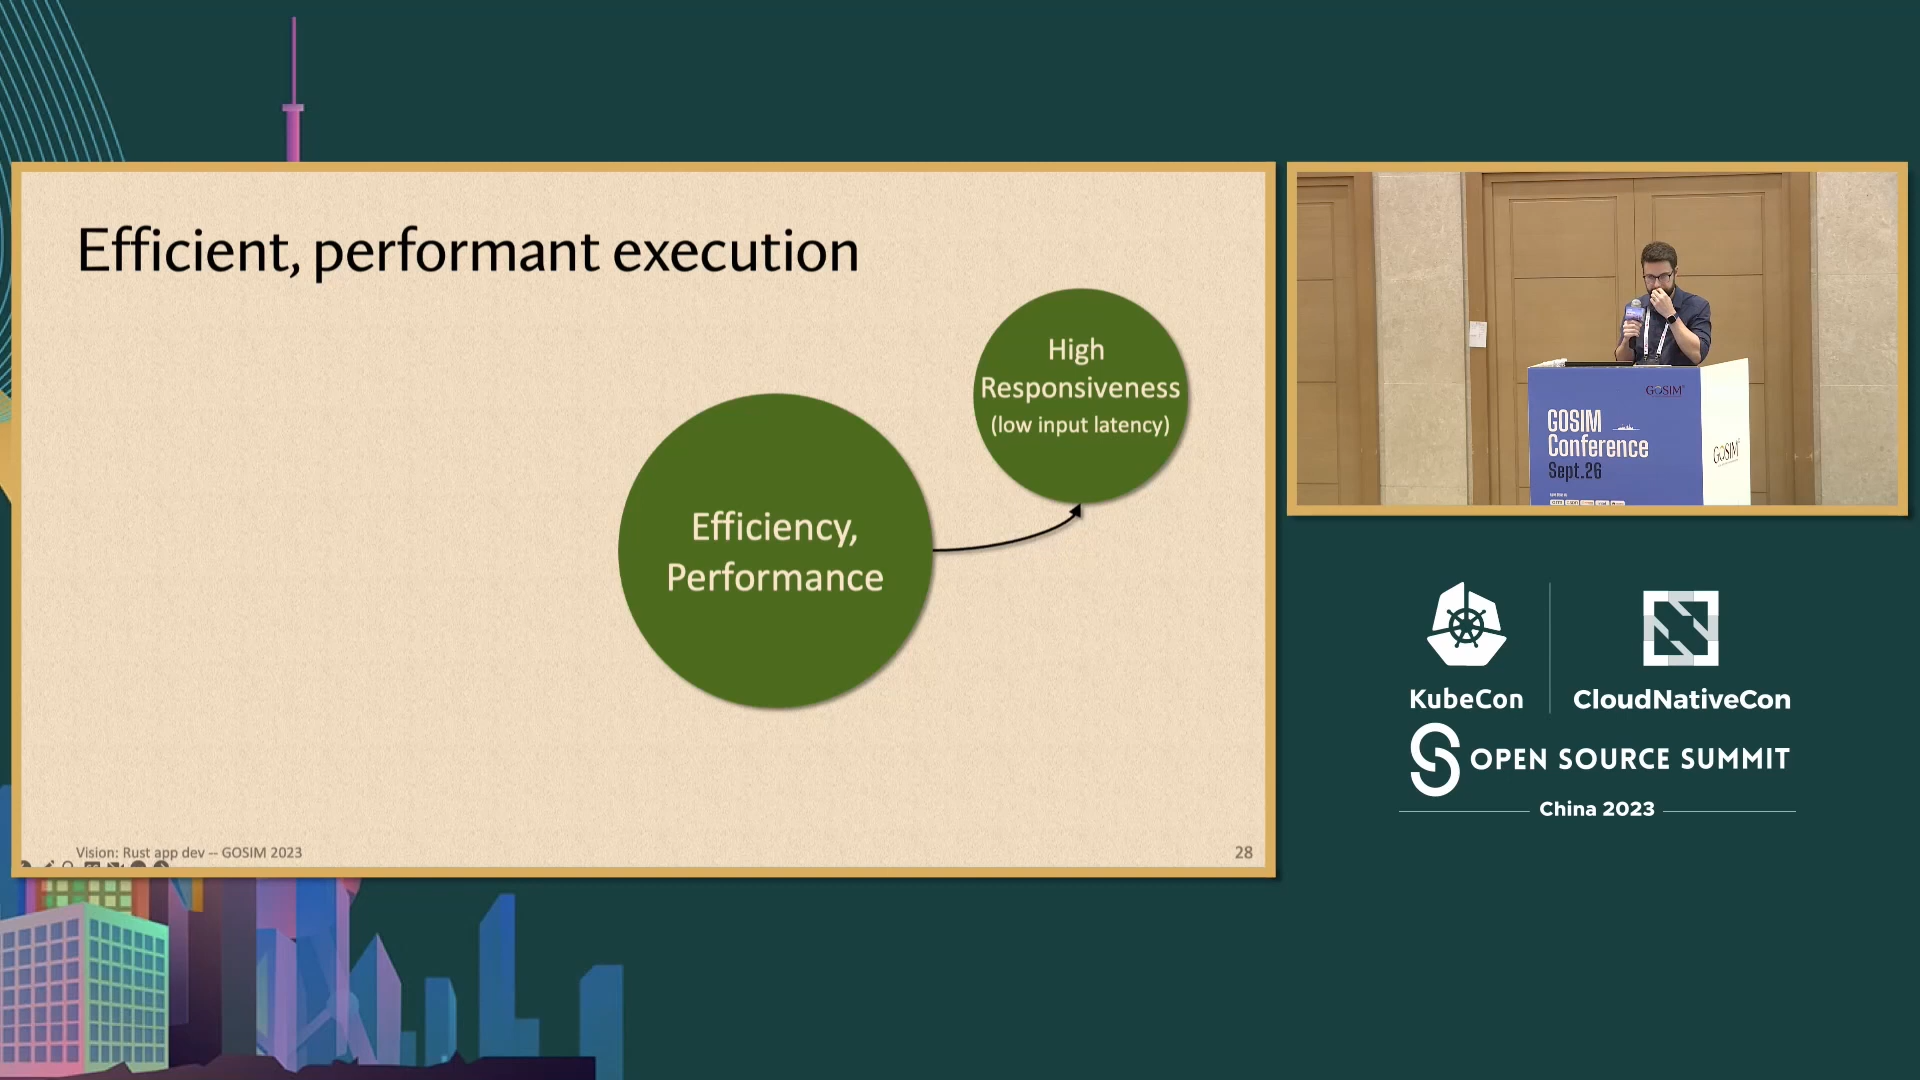 Efficient, performant execution
High
Responsiveness
(low input latency)
Efficiency,
Performance
Vision: Rust app dev -- GOSIM 2023
28
GOSIM
GOSIM
Conference
Sept.26
GOSIM
KubeCon
CloudNativeCon
OPEN SOURCE SUMMIT
China 2023